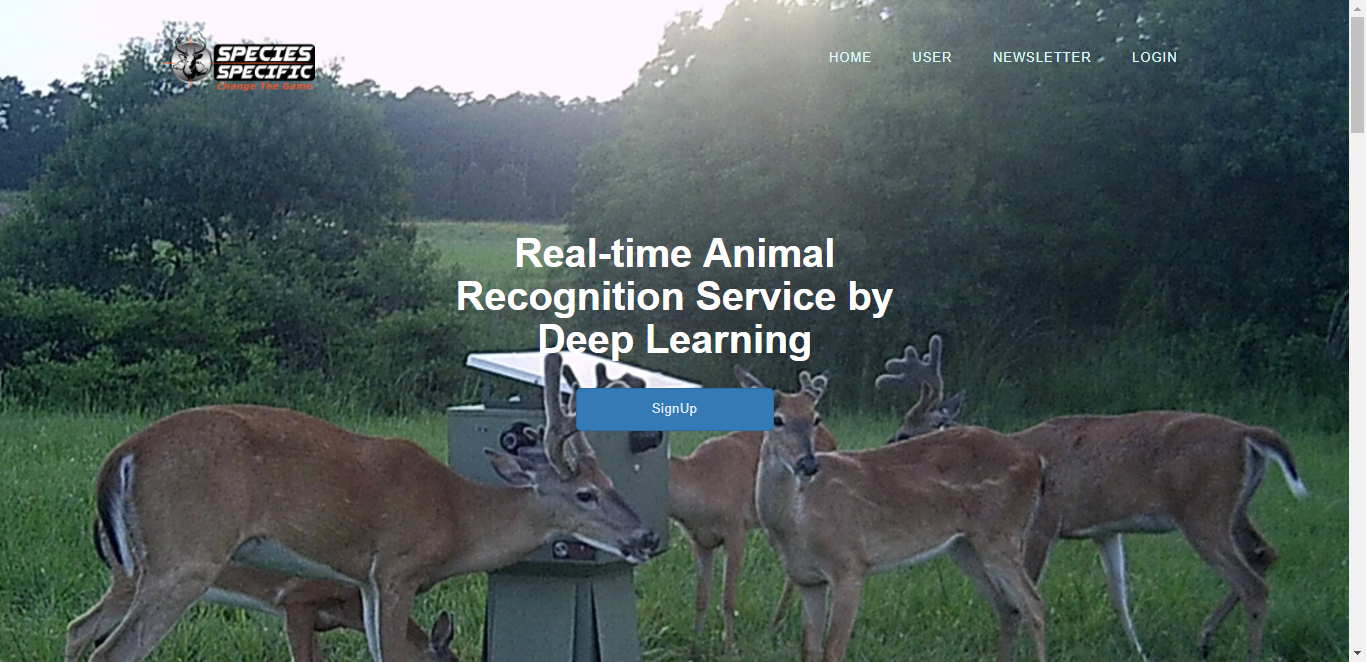 SPECIES
SPECIFIC
Change The Game
HOME USER NEWSLETTER LOGIN
Real-time Animal
Recognition Service by
Deep Learning
SignUp